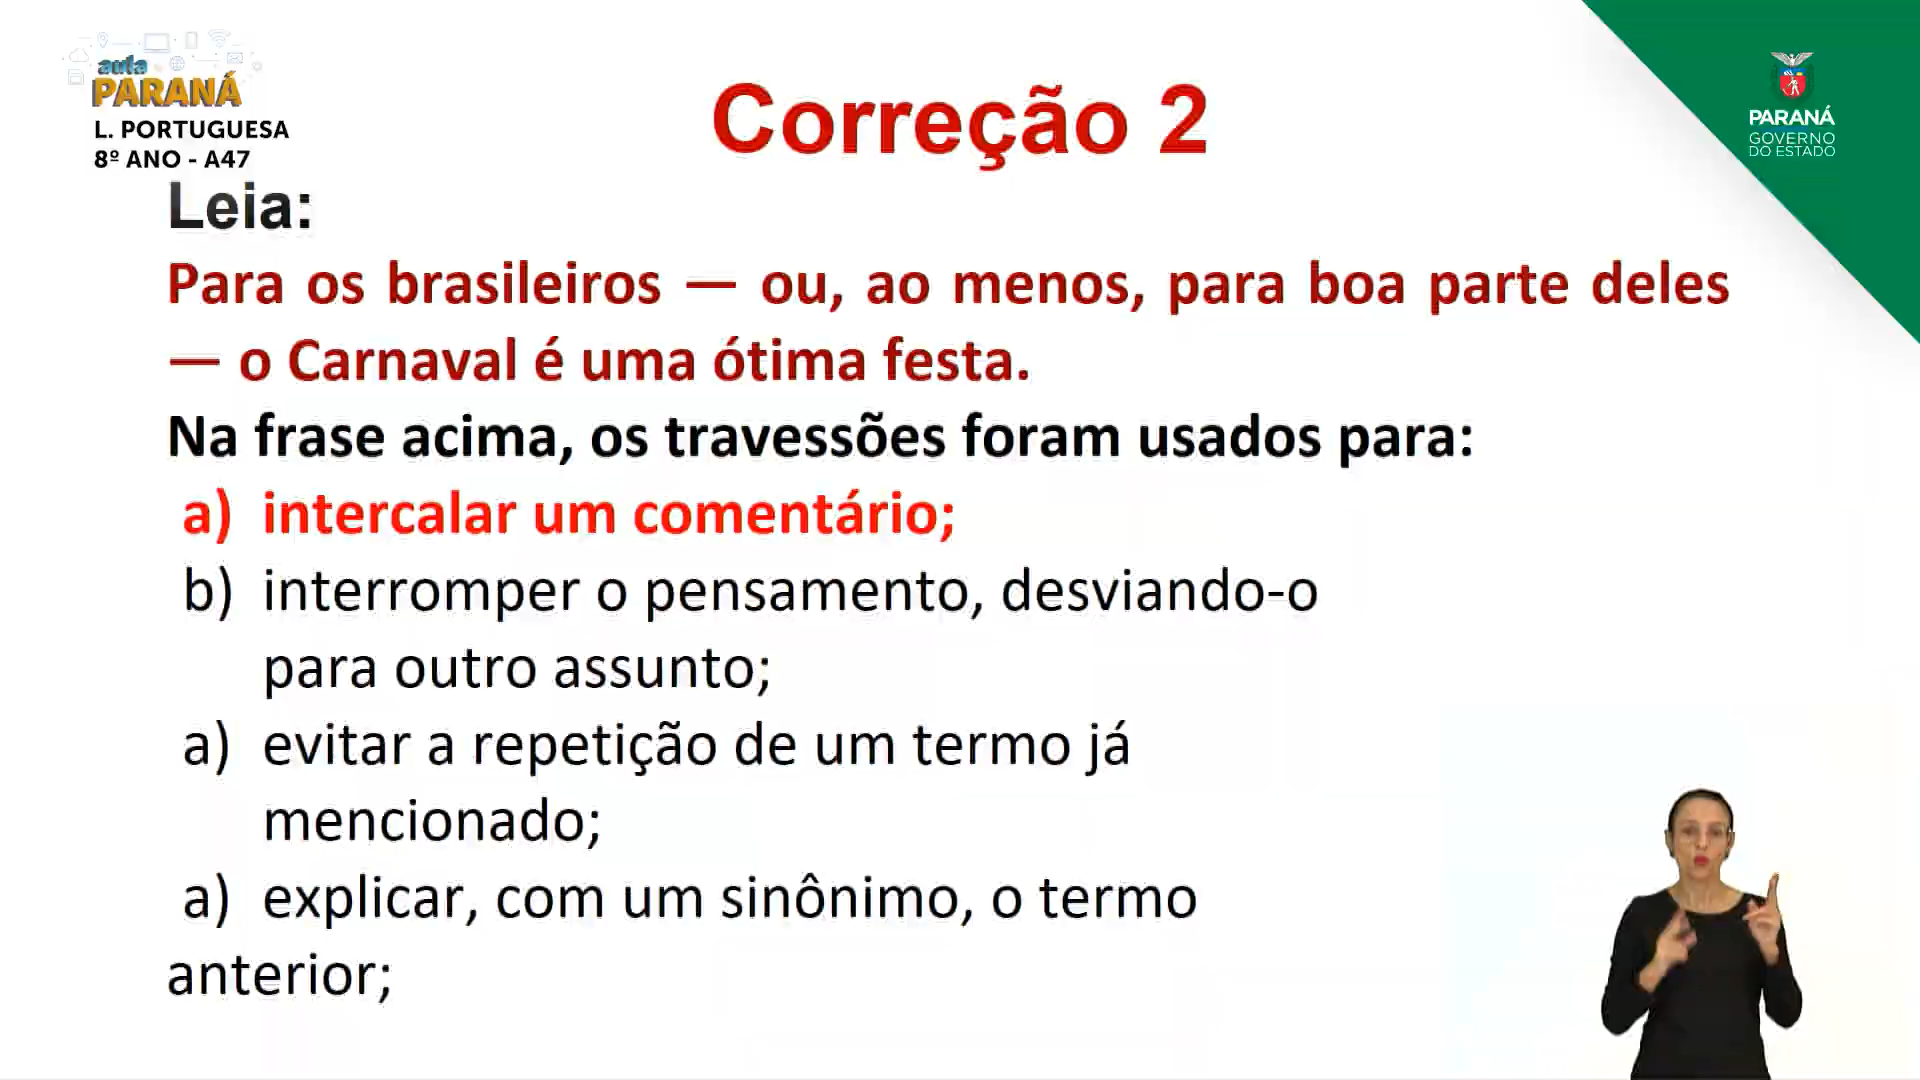 aula
PARANÁ
L. PORTUGUESA
8º ANO - A47
Correção 2
PARANÁ
GOVERNO
DO ESTADO
Leia:
Para os brasileiros — ou, ao menos, para boa parte deles
— o Carnaval é uma ótima festa.
Na frase acima, os travessões foram usados para:
a) intercalar um comentário;
b) interromper o pensamento, desviando-o
para outro assunto;
a) evitar a repetição de um termo já
mencionado;
a) explicar, com um sinônimo, o termo
anterior;